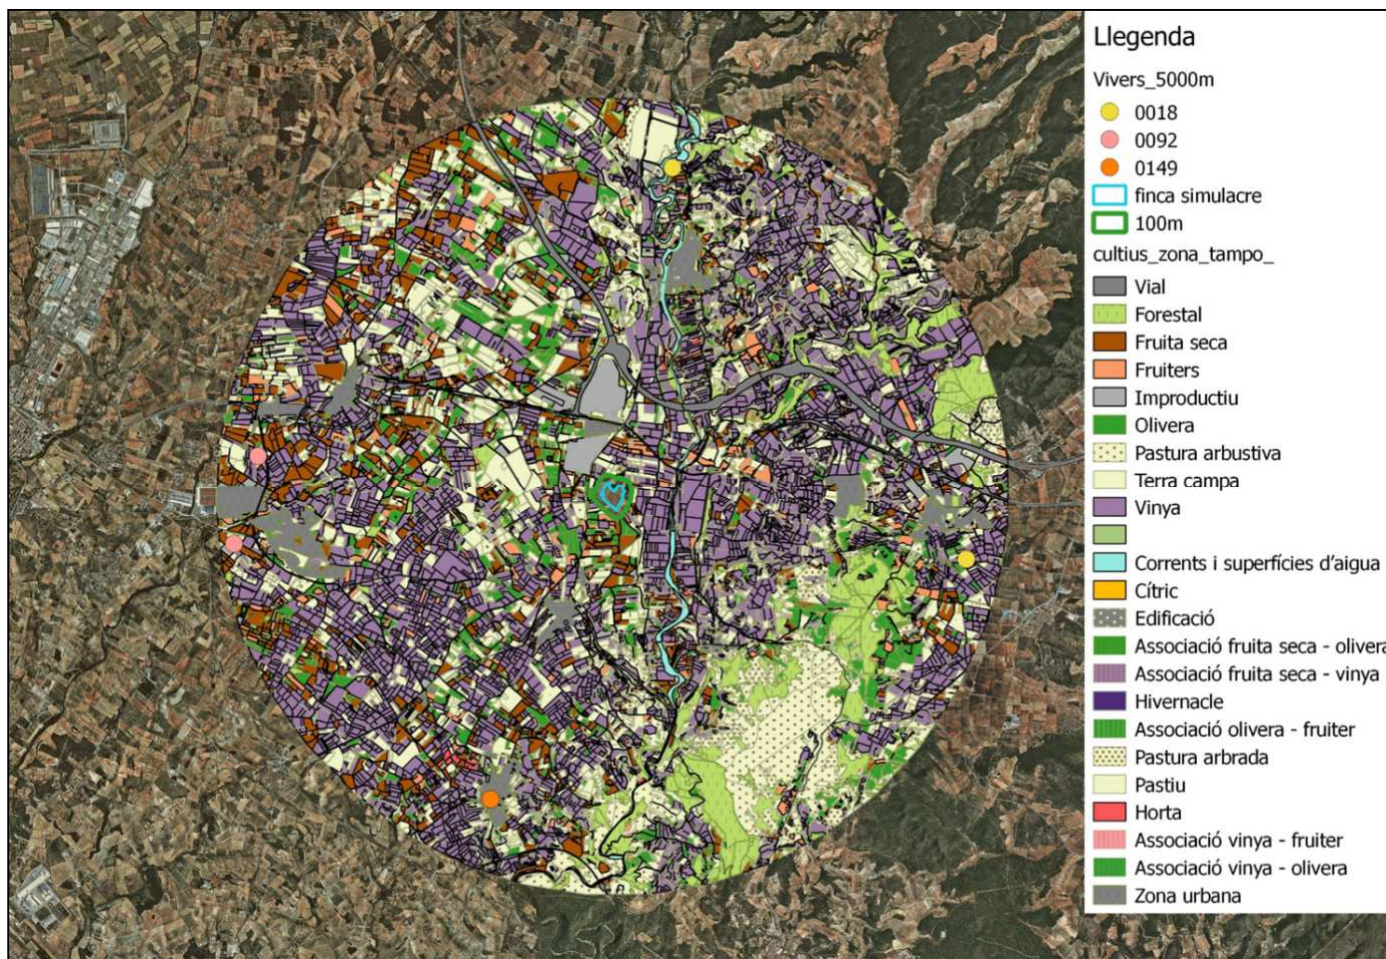 Llegenda
Vivers_5000m
0018
0092
0149
finca simulacre
100m
cultius_zona_tampo_
Vial
Forestal
Fruita seca
Fruiters
Improductiu
Olivera
Pastura arbustiva
Terra campa
Vinya
Corrents i superfícies d'aigua
Cítric
Edificació
Associació fruita seca - olivera
Associació fruita seca - vinya
Hivernacle
Associació olivera - fruiter
Pastura arbrada
Pastiu
Horta
Associació vinya - fruiter
Associació vinya - olivera
Zona urbana